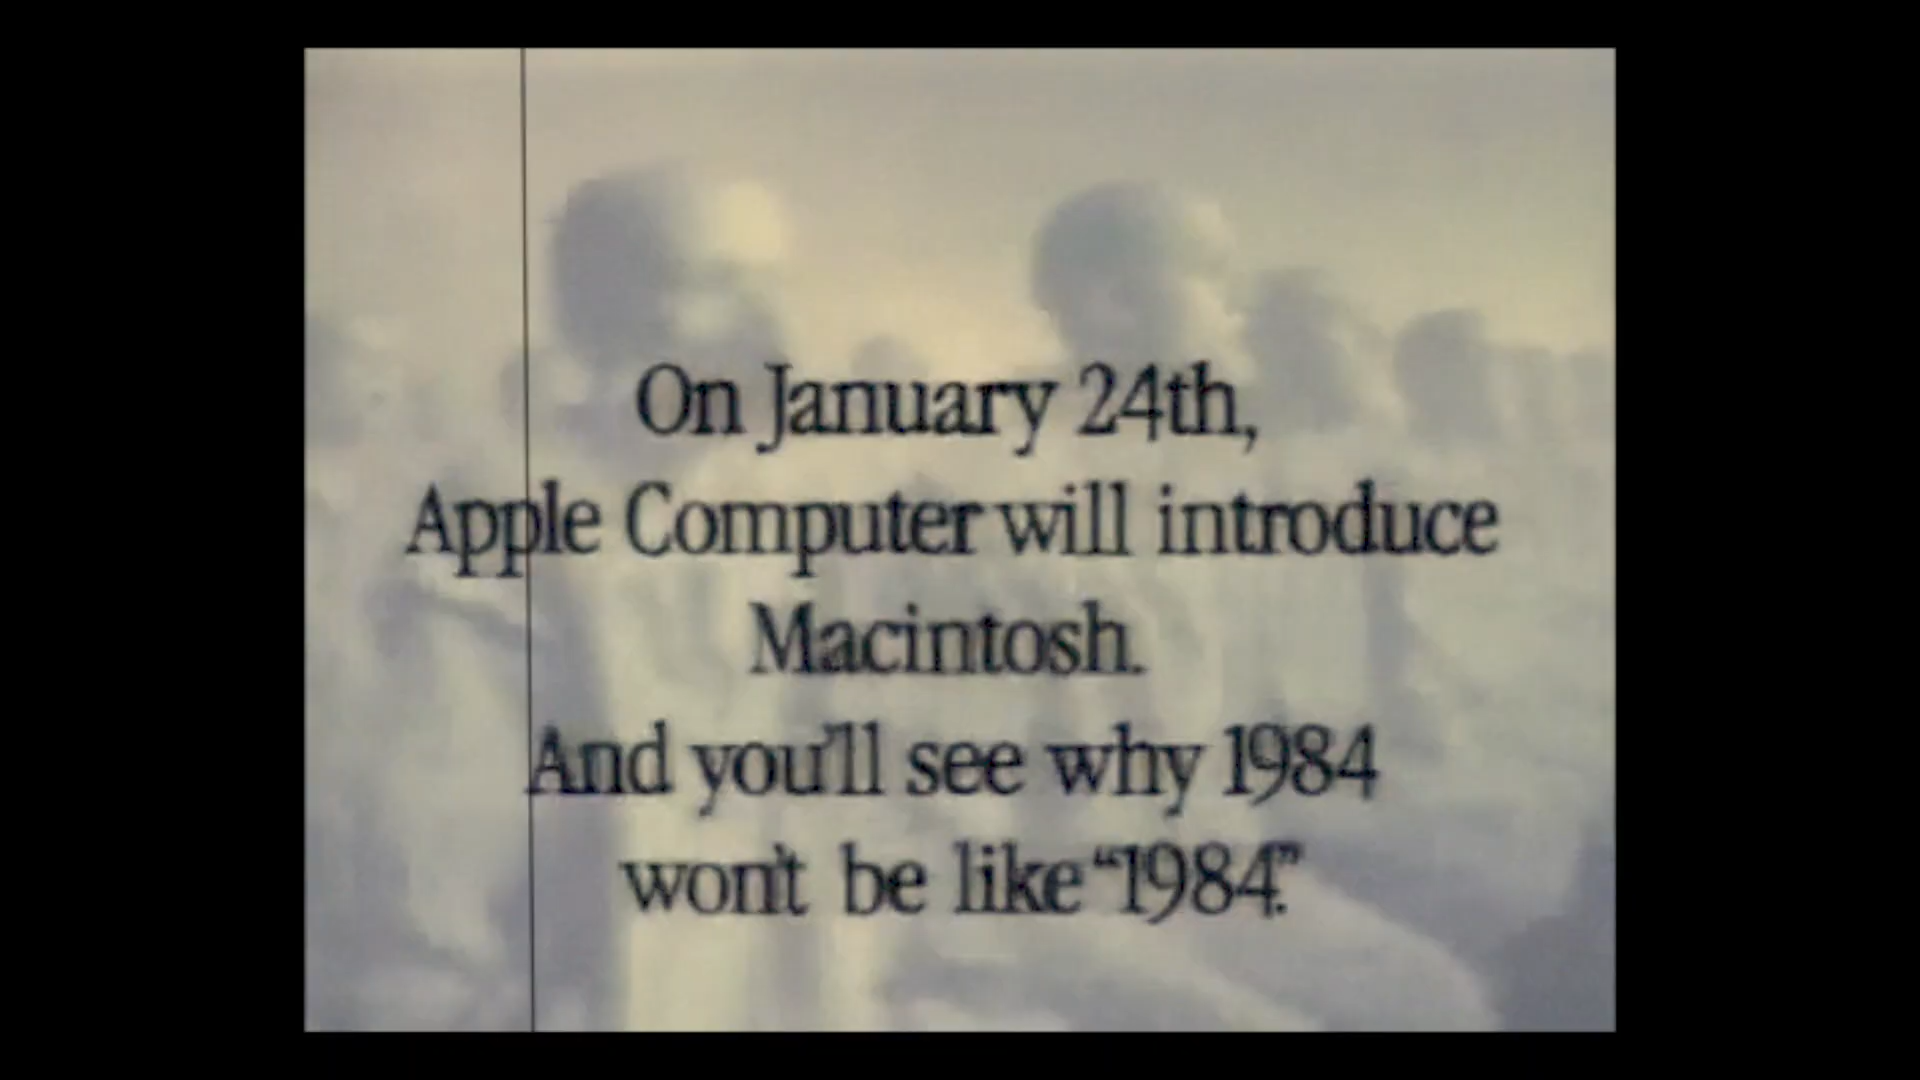 On January 24th,
Apple Computer will introduce
Macintosh.
And you'll see why 1984
won't be like “1984.”